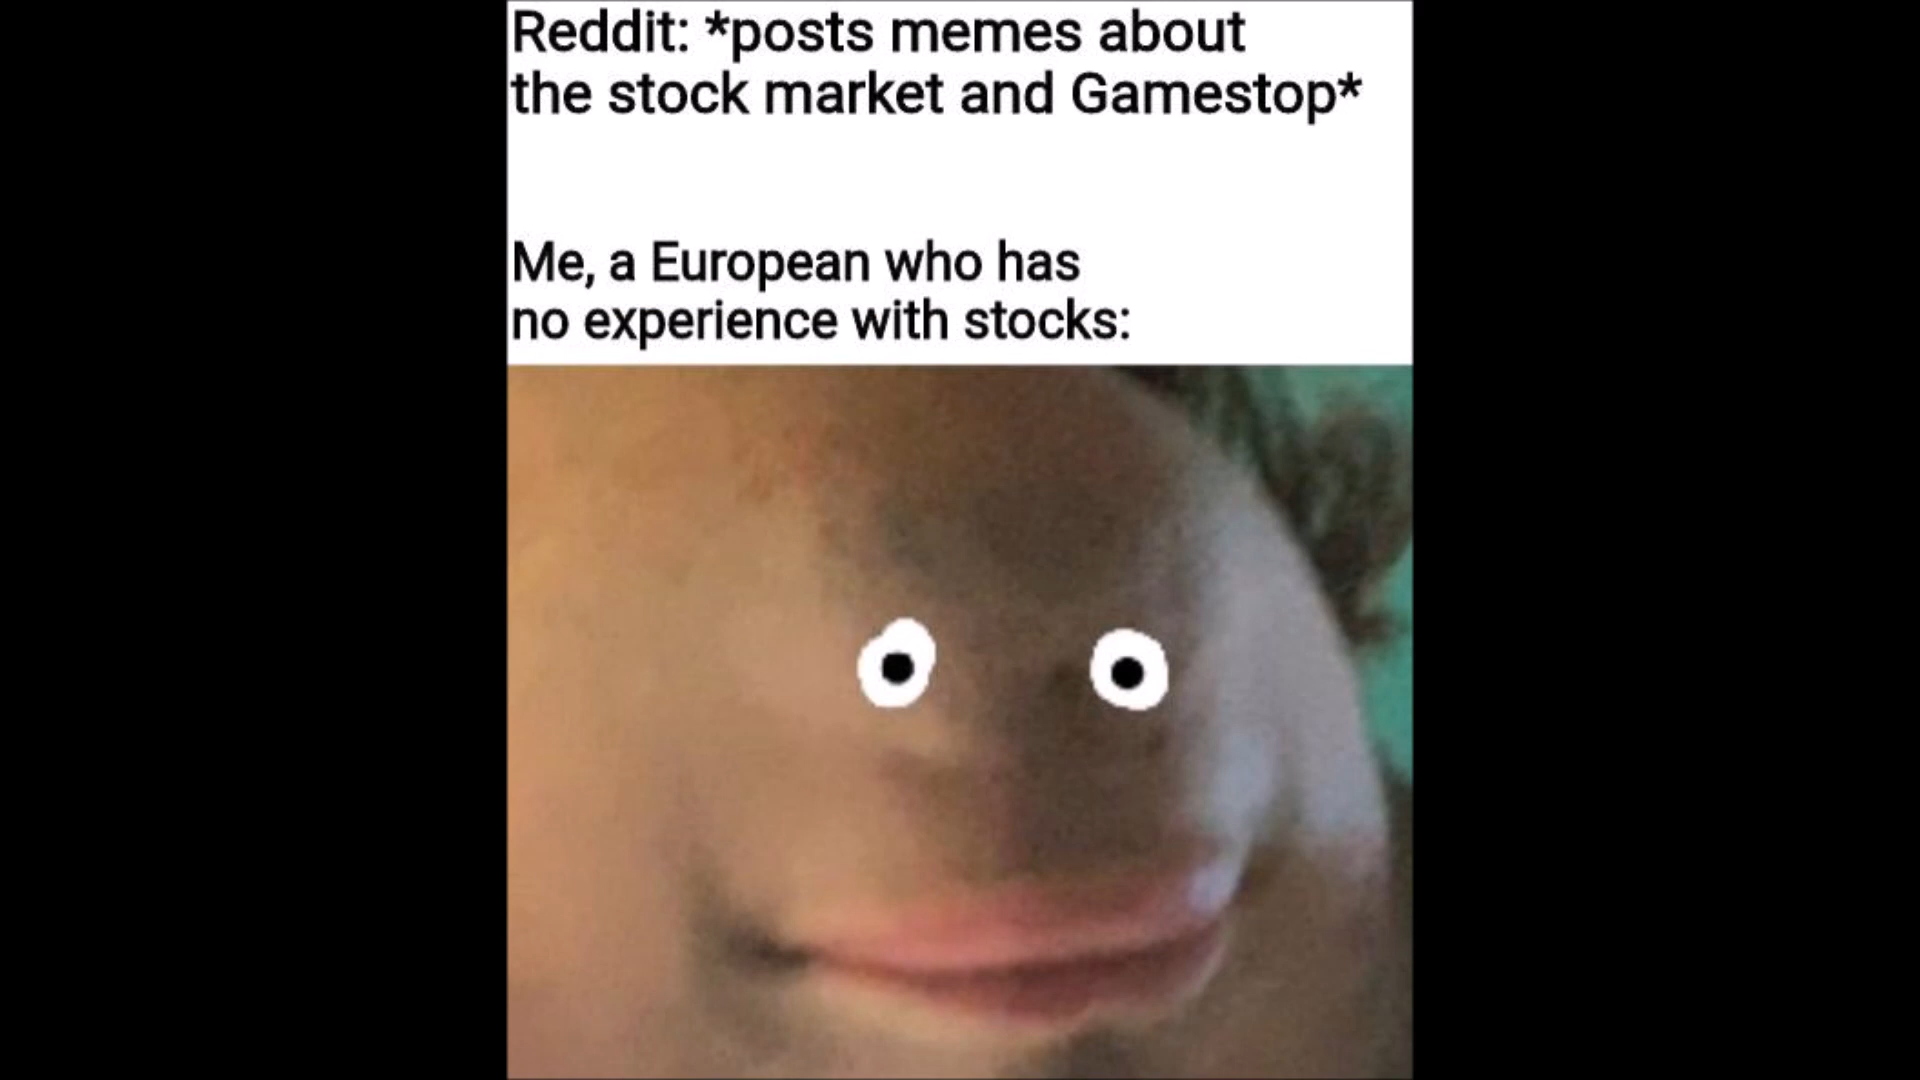 Reddit: *posts memes about
the stock market and Gamestop*
Me, a European who has
no experience with stocks: